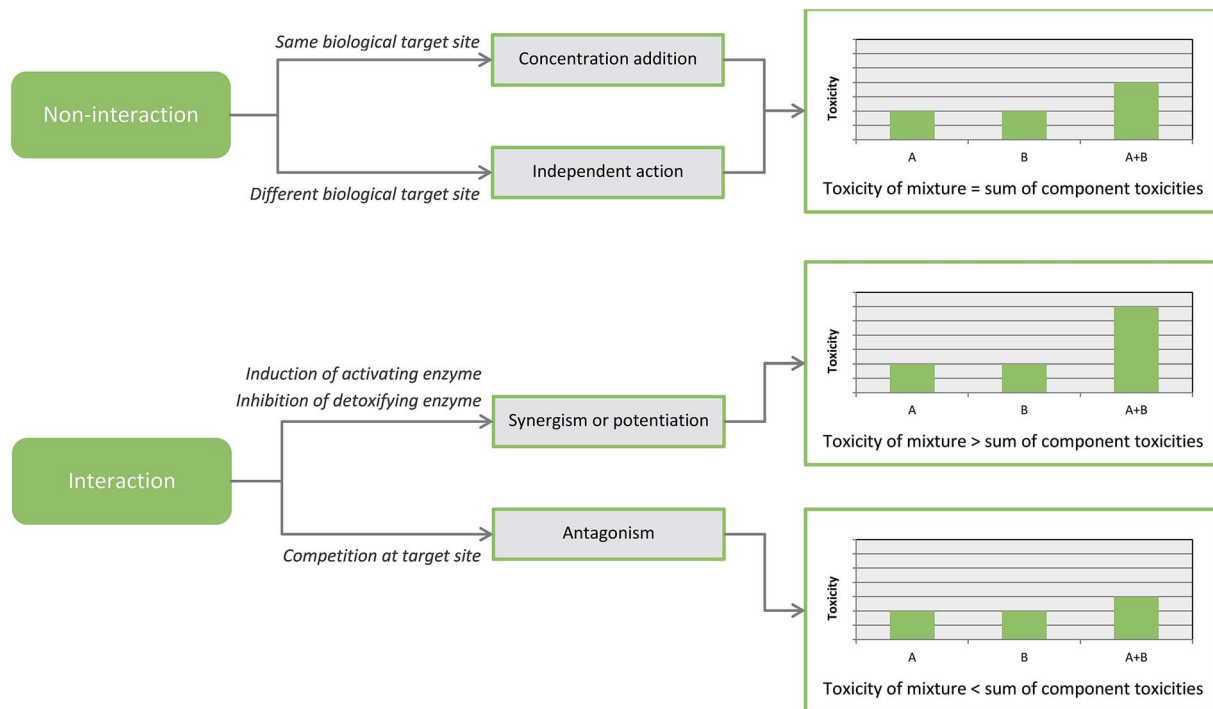 Non-interaction
Same biological target site
Different biological target site
Concentration addition
Independent action
Toxicity
A
B
A+B
Toxicity of mixture = sum of component toxicities
Interaction
Induction of activating enzyme
Inhibition of detoxifying enzyme
Competition at target site
Synergism or potentiation
Antagonism
Toxicity
A
B
A+B
Toxicity of mixture > sum of component toxicities
Toxicity
A
B
A+B
Toxicity of mixture < sum of component toxicities